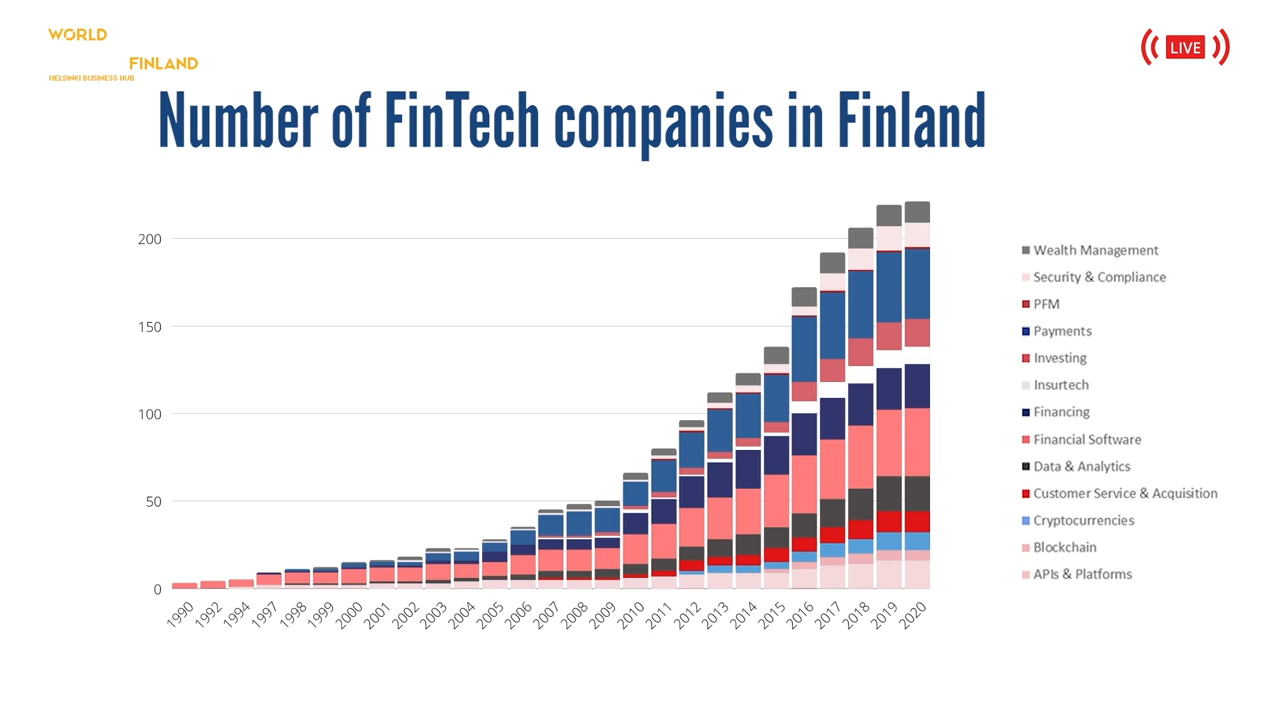 WORLD
FINLAND
HELSINKI BUSINESS HUB
LIVE
Number of FinTech companies in Finland
200
150
100
50
0
1990
1992
1994
1997
1998
1999
2000
2001
2002
2003
2004
2005
2006
2007
2008
2009
2010
2011
2012
2013
2014
2015
2016
2017
2018
2019
2020
Wealth Management
Security & Compliance
PFM
Payments
Investing
Insurtech
Financing
Financial Software
Data & Analytics
Customer Service & Acquisition
Cryptocurrencies
Blockchain
APIs & Platforms